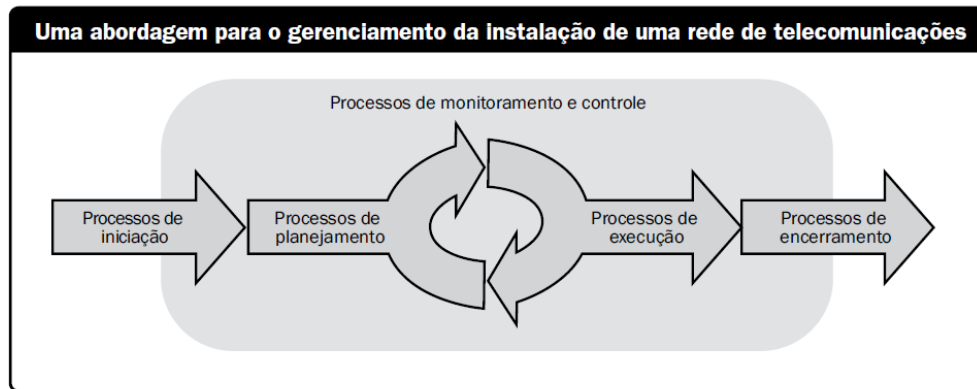 Uma abordagem para o gerenciamento da instalação de uma rede de telecomunicações
Processos de monitoramento e controle
Processos de
iniciação
Processos de
planejamento
Processos de
execução
Processos de
encerramento